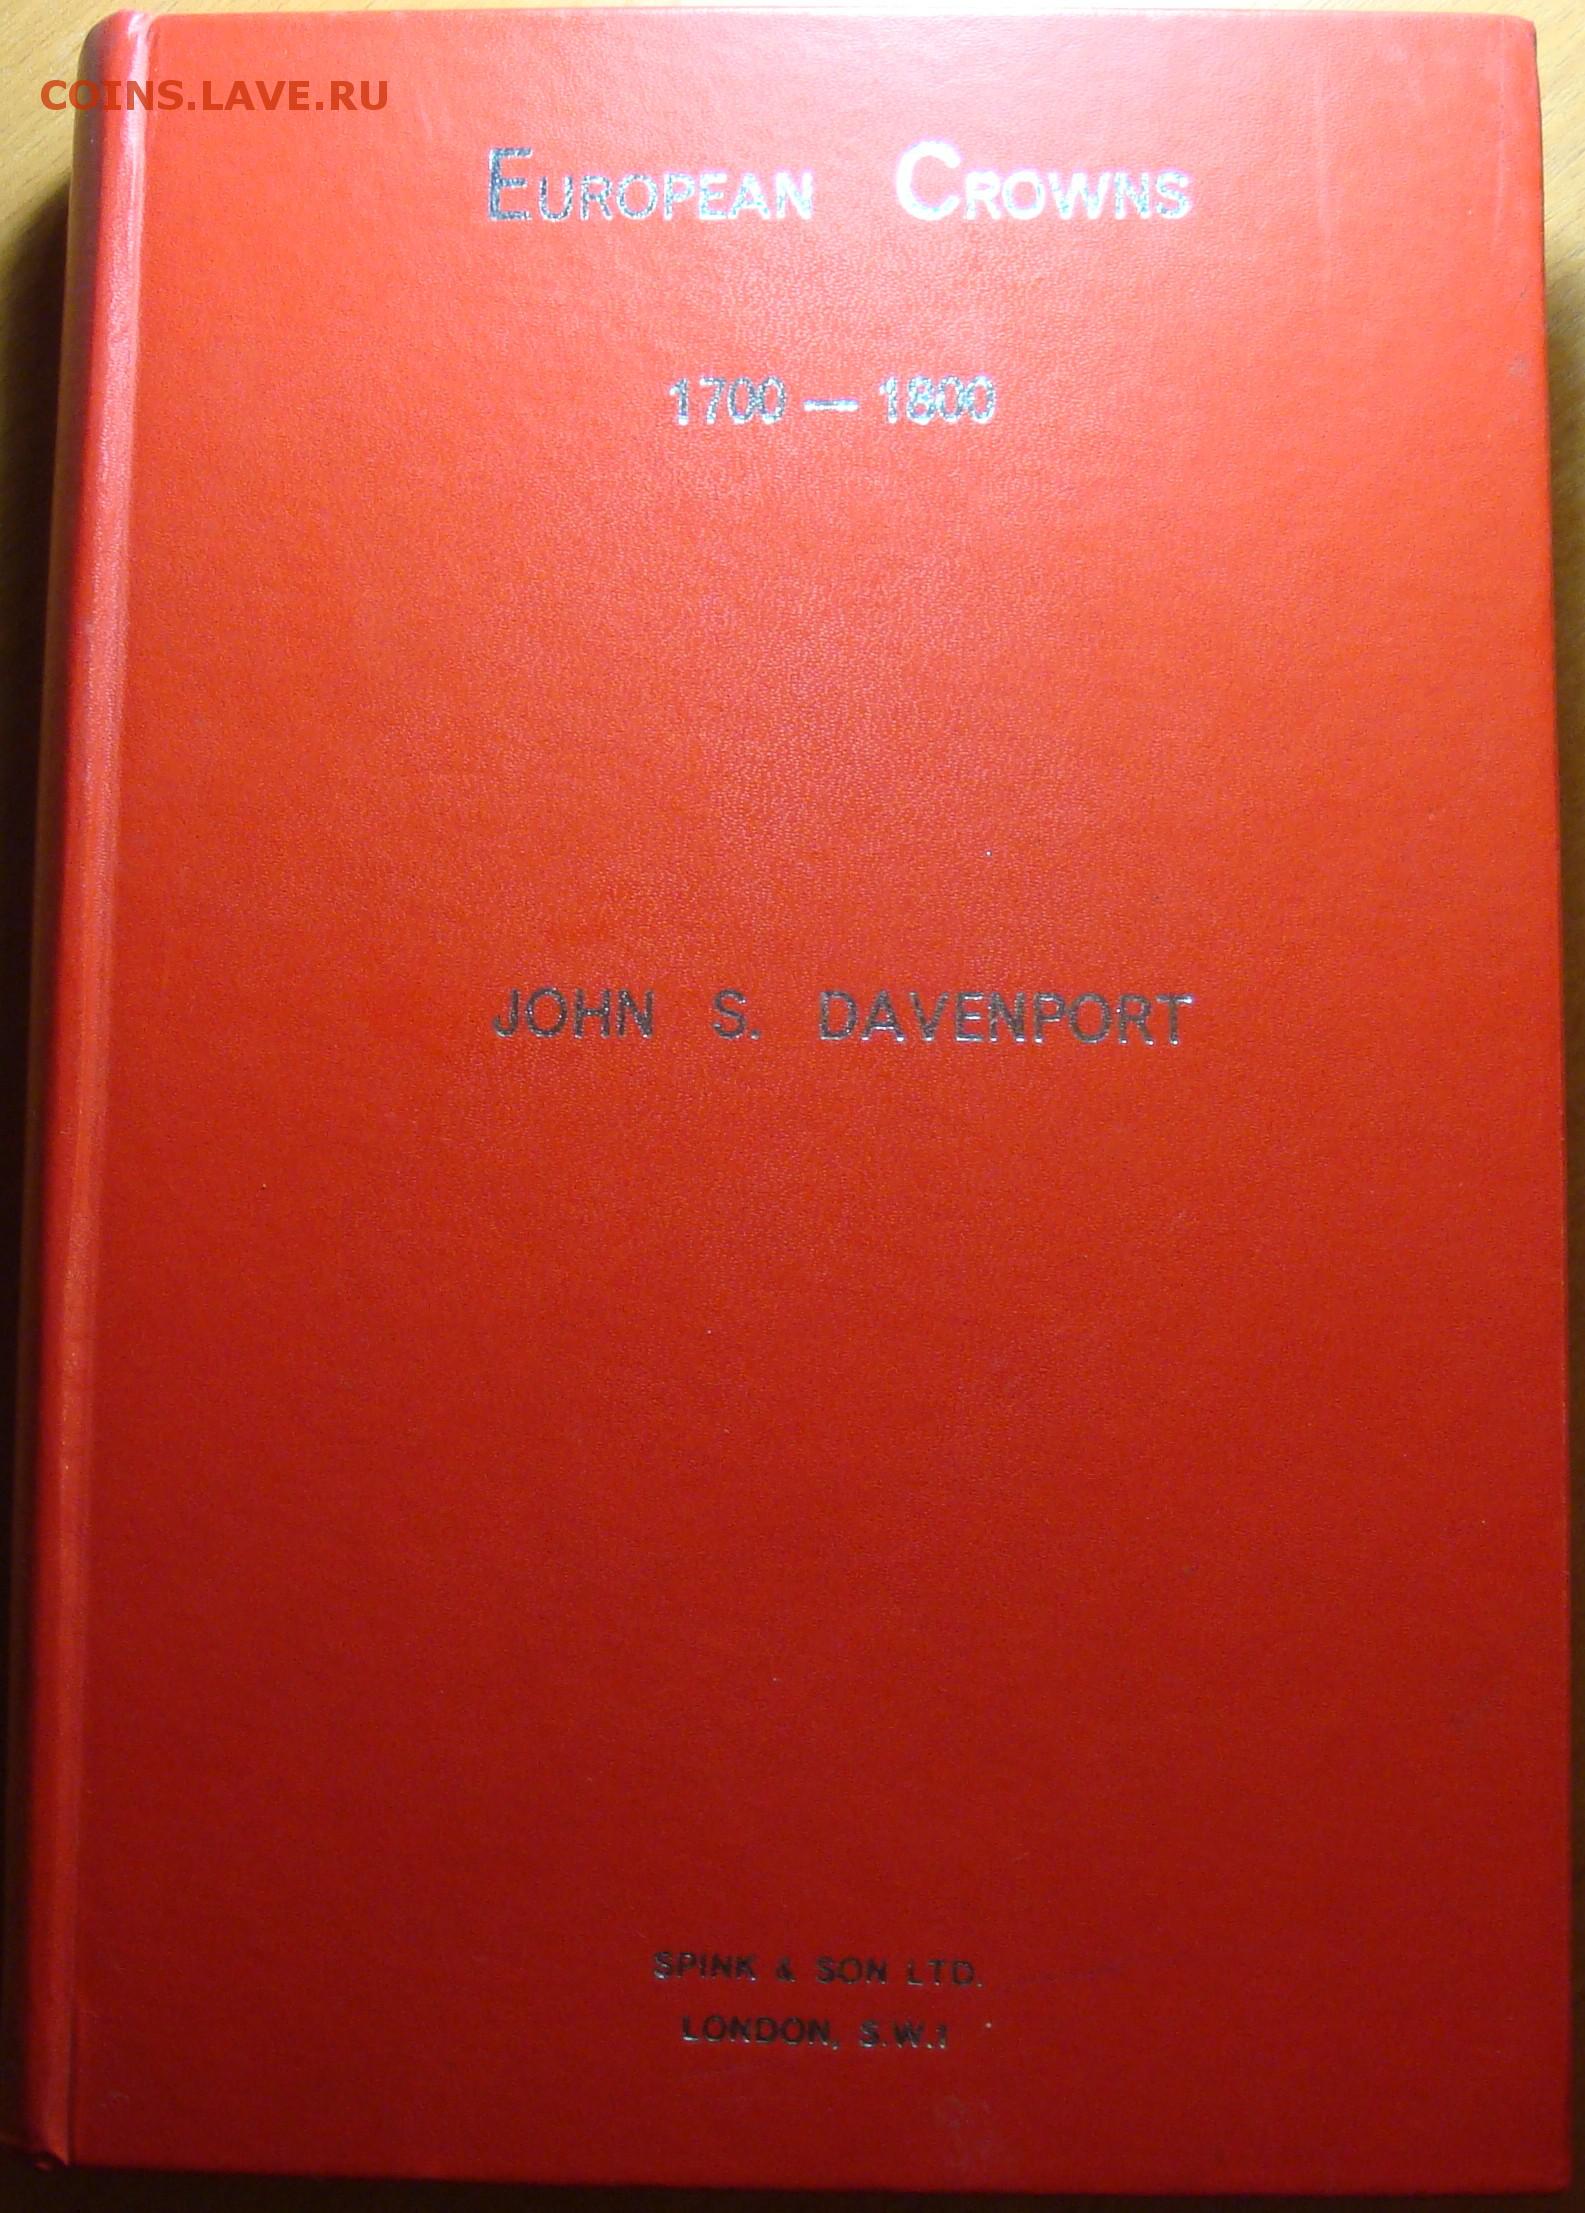 COINS.LAVE.RU
EUROPEAN CROWNS
1700 — 1800
JOHN S. DAVENPORT
SPINK & SON LTD.
LONDON, S.W.1